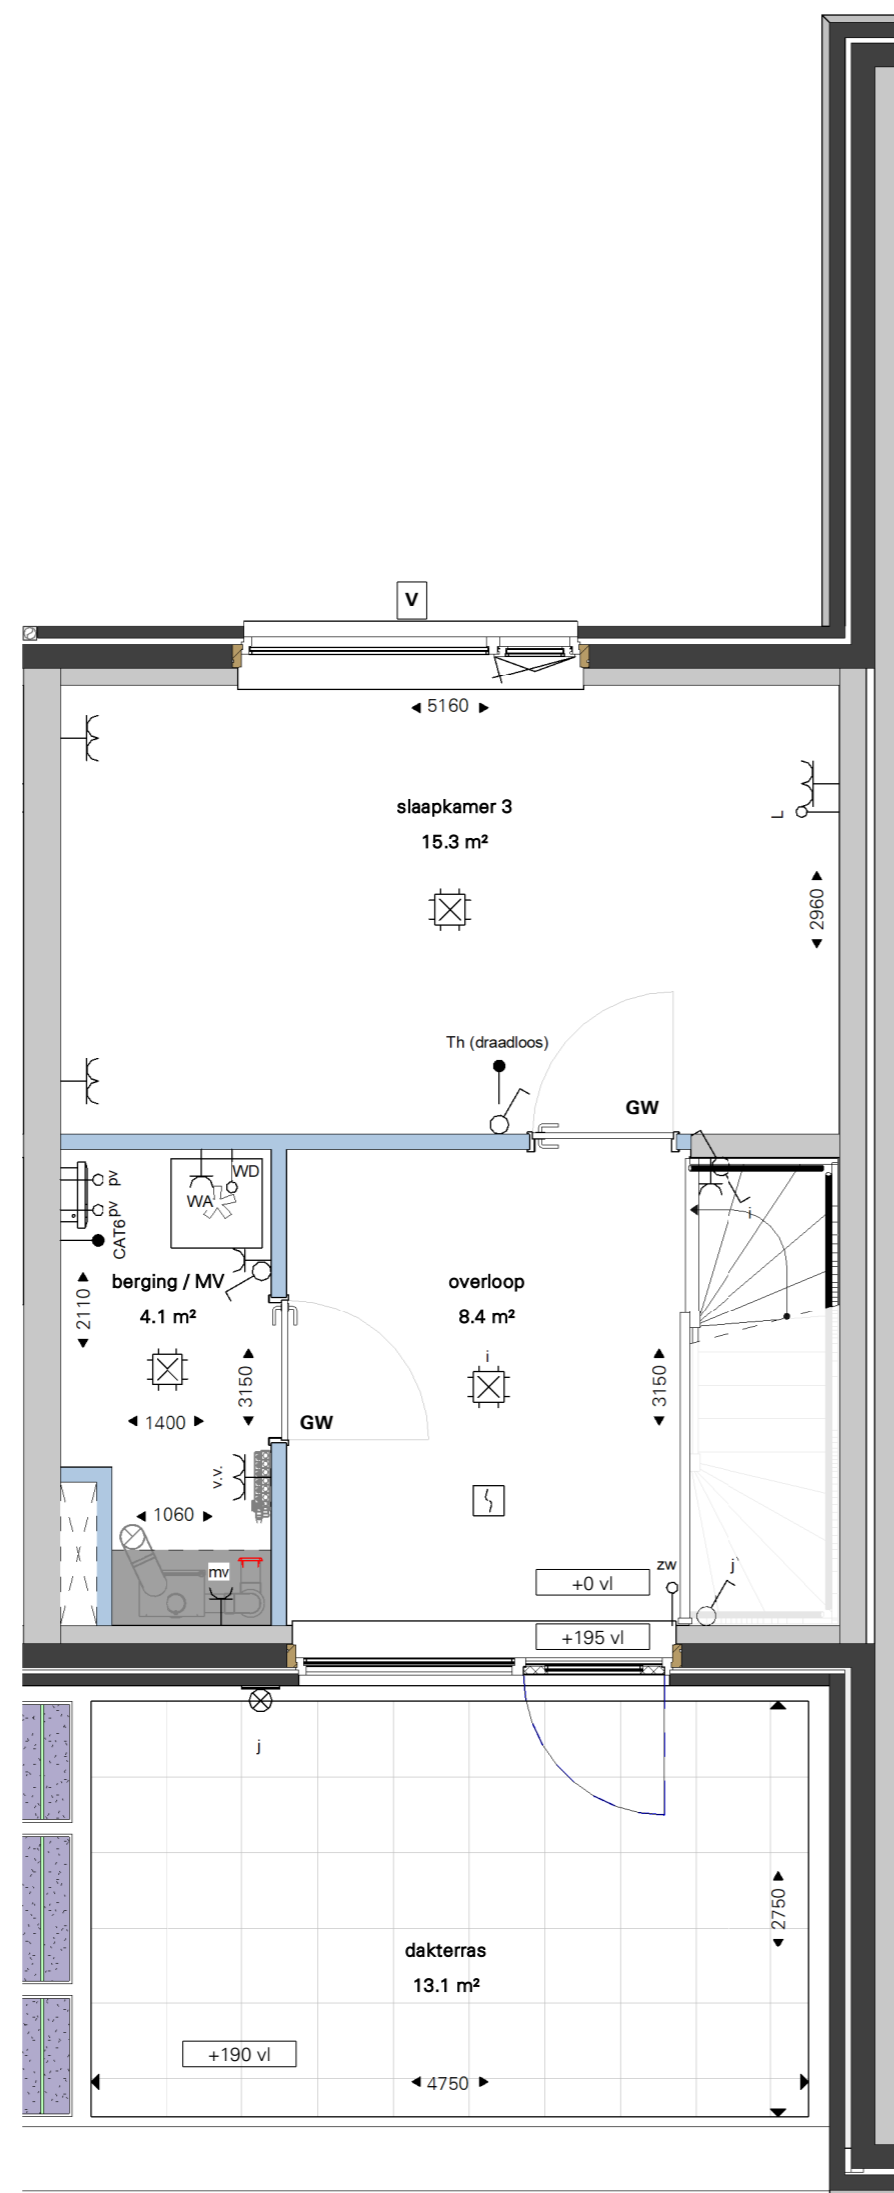 V
5160
slaapkamer 3
15.3 m²
L
2960
Th (draadloos)
GW
WD
WA
pv
pv
CAT6
i
berging / MV
4.1 m²
overloop
8.4 m²
2110
i
3150
3150
1400
GW
v.v.
1060
mv
zw
j
+0 vl
+195 vl
j
2750
dakterras
13.1 m²
+190 vl
4750